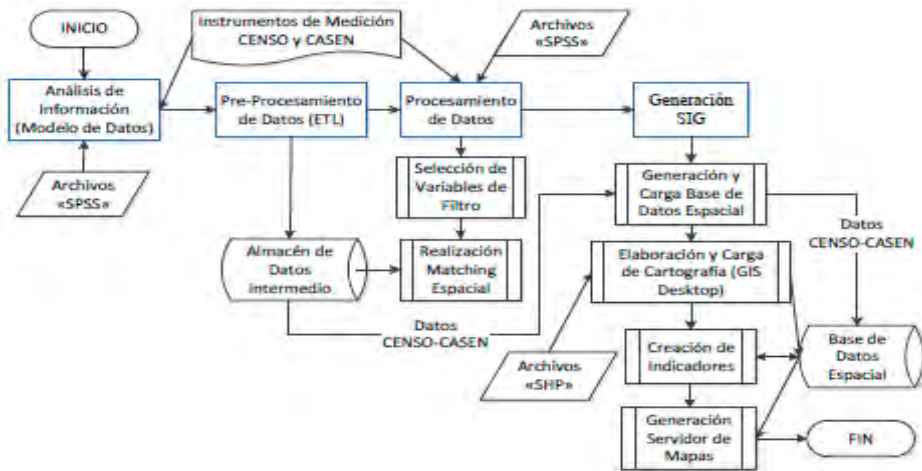 INICIO
Instrumentos de Medición
CENSO y CASEN
Archivos
«SPSS»
Análisis de
Información
(Modelo de Datos)
Pre-Procesamiento
de Datos (ETL)
Procesamiento
de Datos
Generación
SIG
Archivos
«SPSS»
Selección de
Variables de
Filtro
Generación y
Carga Base de
Datos Espacial
Datos
CENSO-CASEN
Almacén de
Datos
intermedio
Realización
Matching
Espacial
Elaboración y Carga
de Cartografía (GIS
Desktop)
Datos
CENSO-CASEN
Archivos
«SHP»
Creación de
Indicadores
Base de
Datos
Espacial
Generación
Servidor de
Mapas
FIN